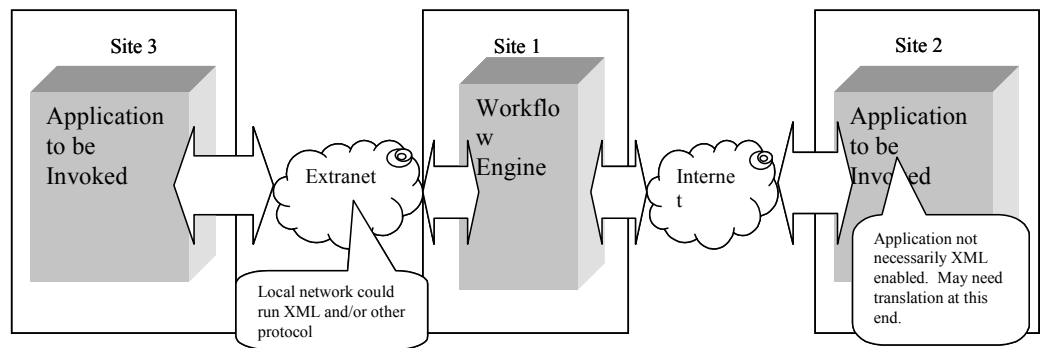 Site 3
Application
to be
Invoked
Extranet
Local network could
run XML and/or other
protocol
Site 1
Workflo
w
Engine
Interne
t
Site 2
Application
to be
Invoked
Application not
necessarily XML
enabled. May need
translation at this
end.